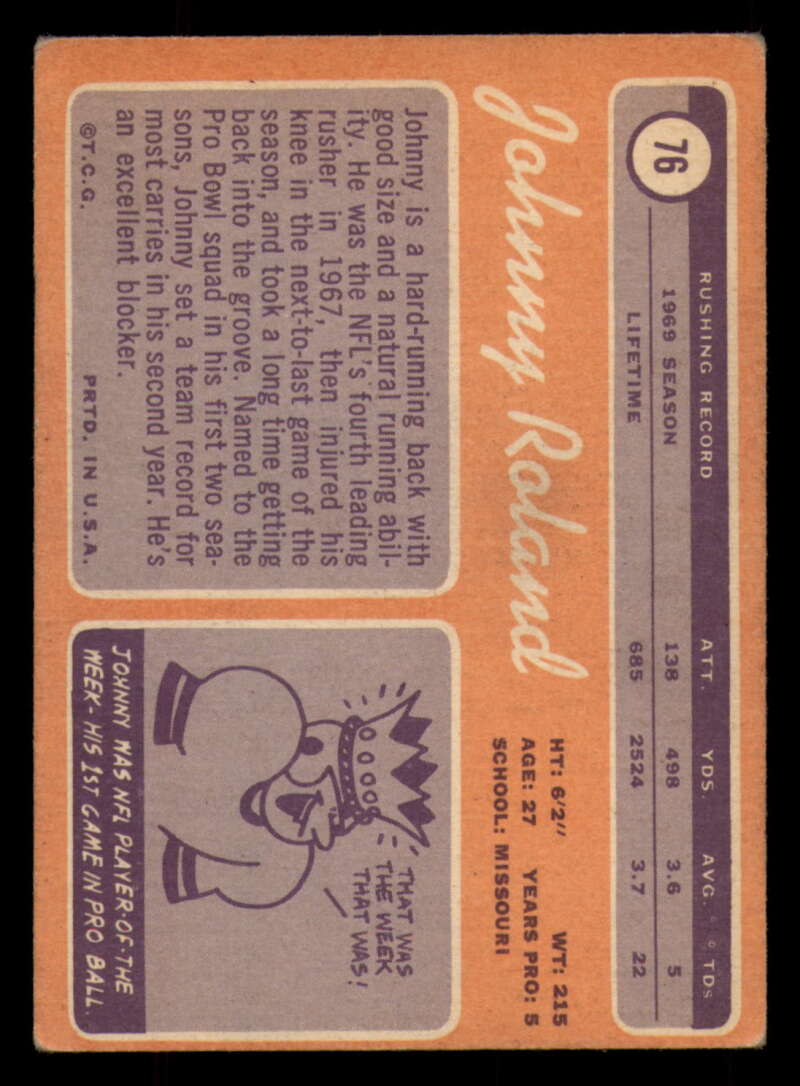 76
RUSHING RECORD ATT. YDS. AVG. TDs
1969 SEASON 138 498 3.6 5
LIFETIME 685 2524 3.7 22
Johnny Roland
HT: 6'2" WT: 215
AGE: 27 YEARS PRO: 5
SCHOOL: MISSOURI
Johnny is a hard-running back with
good size and a natural running abil-
ity. He was the NFL's fourth leading
rusher in 1967, then injured his
knee in the next-to-last game of the
season, and took a long time getting
back into the groove. Named to the
Pro Bowl squad in his first two sea-
sons, Johnny set a team record for
most carries in his second year. He's
an excellent blocker.
©T.C.G. PRTD. IN U.S.A.
THAT WAS
THE WEEK
THAT WAS!
JOHNNY WAS NFL PLAYER-OF-THE
WEEK - HIS 1ST GAME IN PRO BALL.